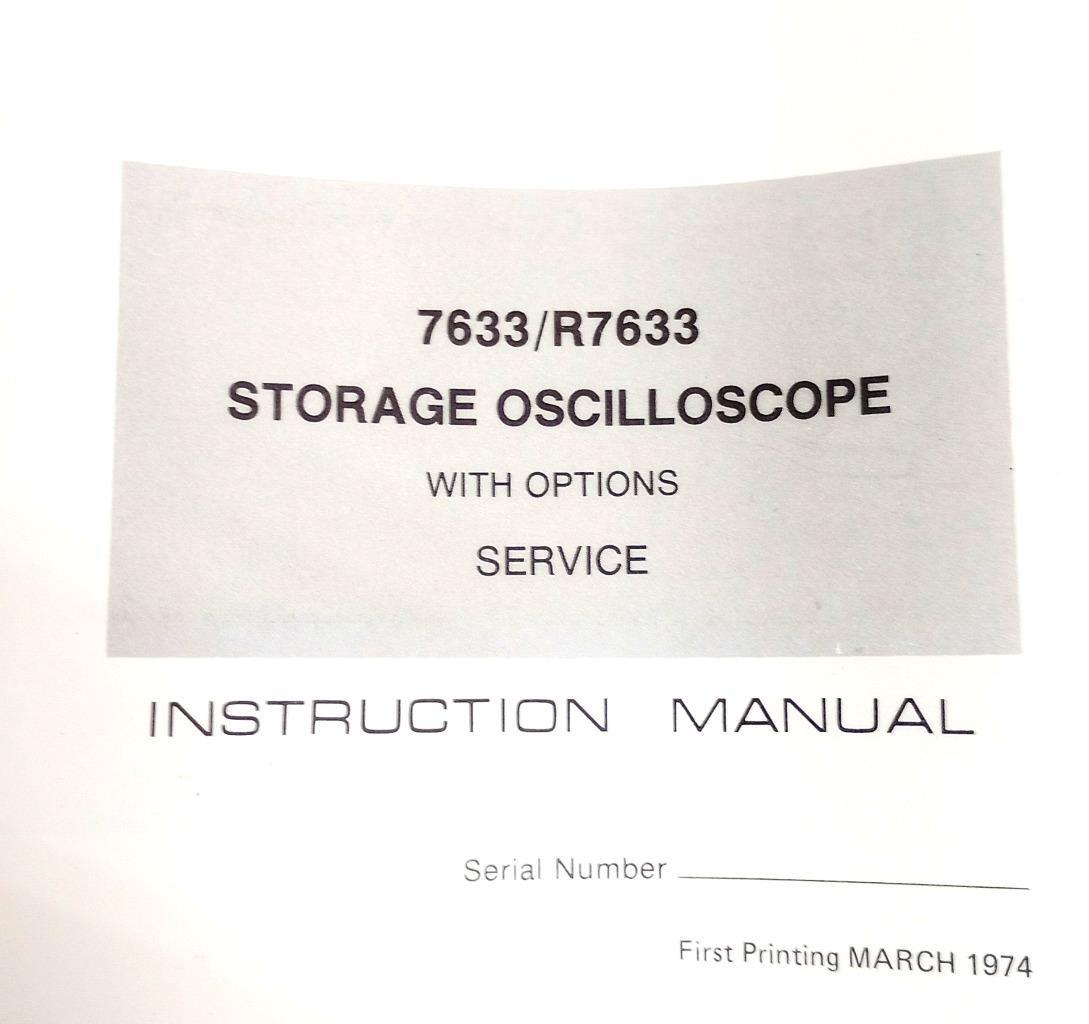 7633/R7633
STORAGE OSCILLOSCOPE
WITH OPTIONS
SERVICE
INSTRUCTION MANUAL
Serial Number
First Printing MARCH 1974